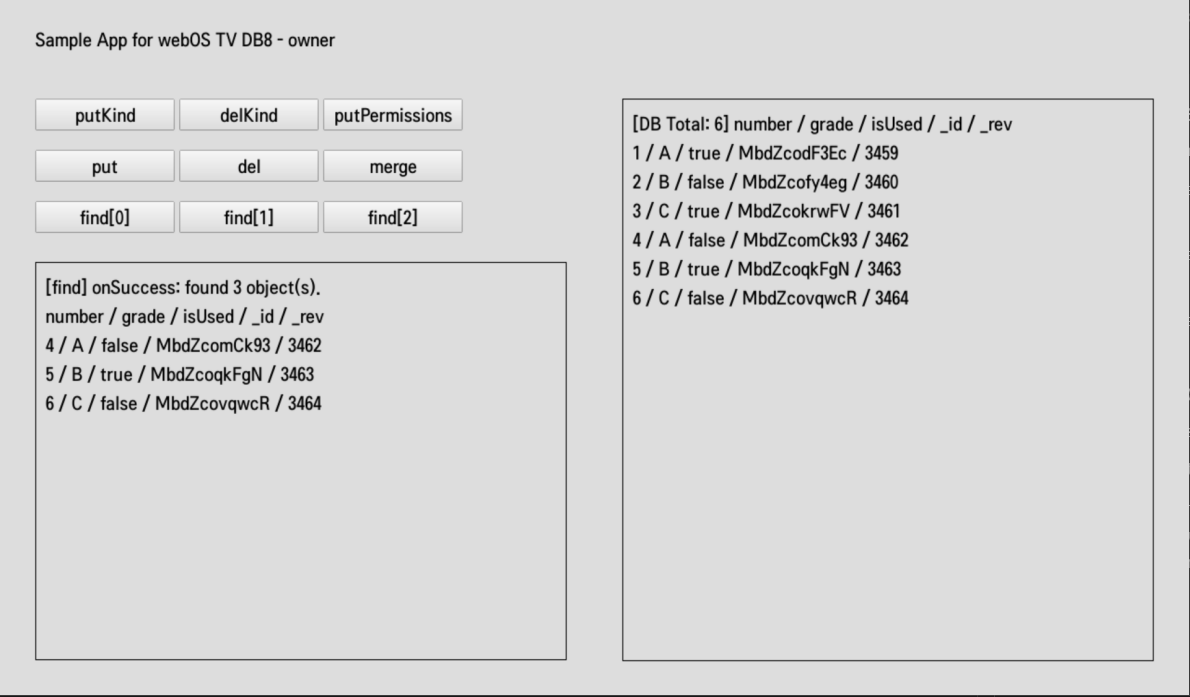 Sample App for webOS TV DB8 - owner
putKind delKind putPermissions
put del merge
find[0] find[1] find[2]
[find] onSuccess: found 3 object(s).
number / grade / isUsed / _id / _rev
4 / A / false / MbdZcomCk93 / 3462
5 / B / true / MbdZcoqkFgN / 3463
6 / C / false / MbdZcovqwcR / 3464
[DB Total: 6] number / grade / isUsed / _id / _rev
1 / A / true / MbdZcodF3Ec / 3459
2 / B / false / MbdZcofy4eg / 3460
3 / C / true / MbdZcokrwFV / 3461
4 / A / false / MbdZcomCk93 / 3462
5 / B / true / MbdZcoqkFgN / 3463
6 / C / false / MbdZcovqwcR / 3464